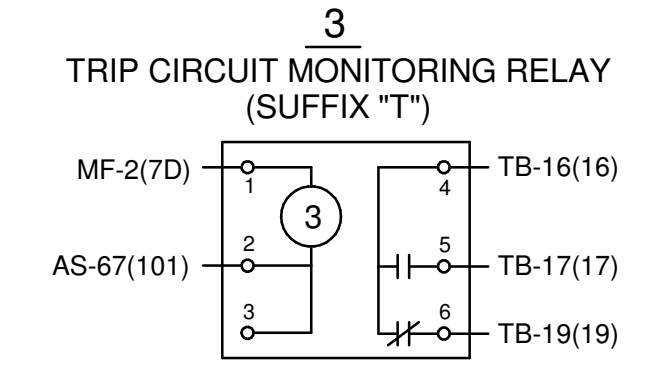 3
TRIP CIRCUIT MONITORING RELAY
(SUFFIX "T")
MF-2(7D)
1
3
4
TB-16(16)
AS-67(101)
2
5
TB-17(17)
3
6
TB-19(19)